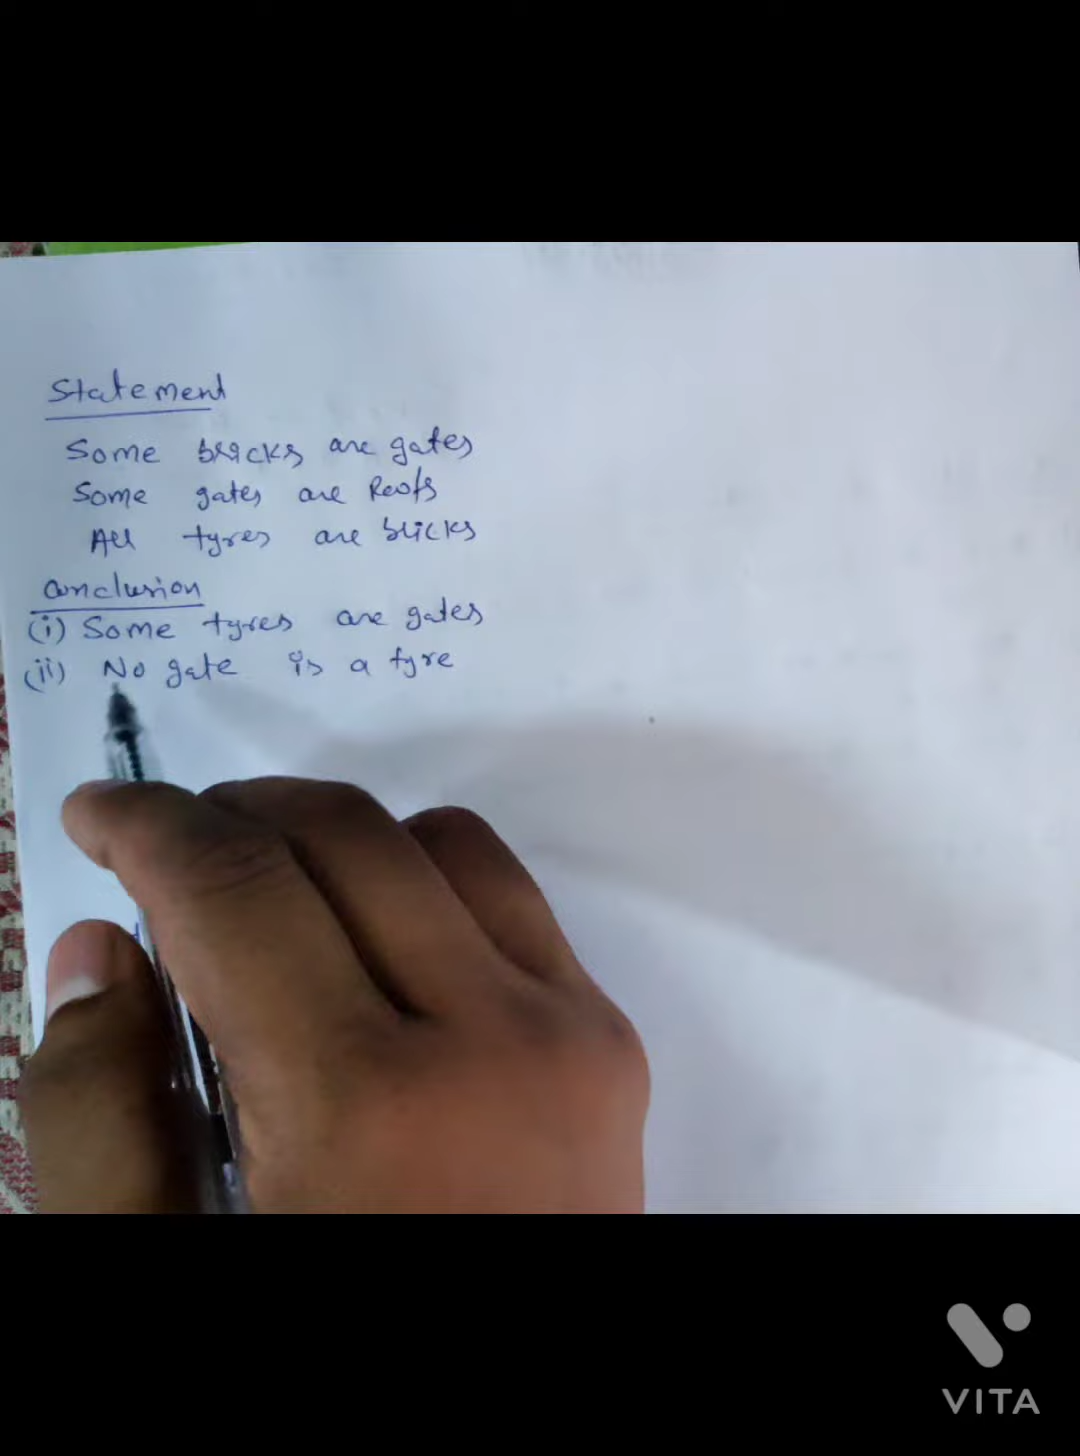 Statement
Some bricks are gates
Some gates are Roofs
All tyres are bricks
Conclusion
(i) Some tyres are gates
(ii) No gate is a tyre
VITA